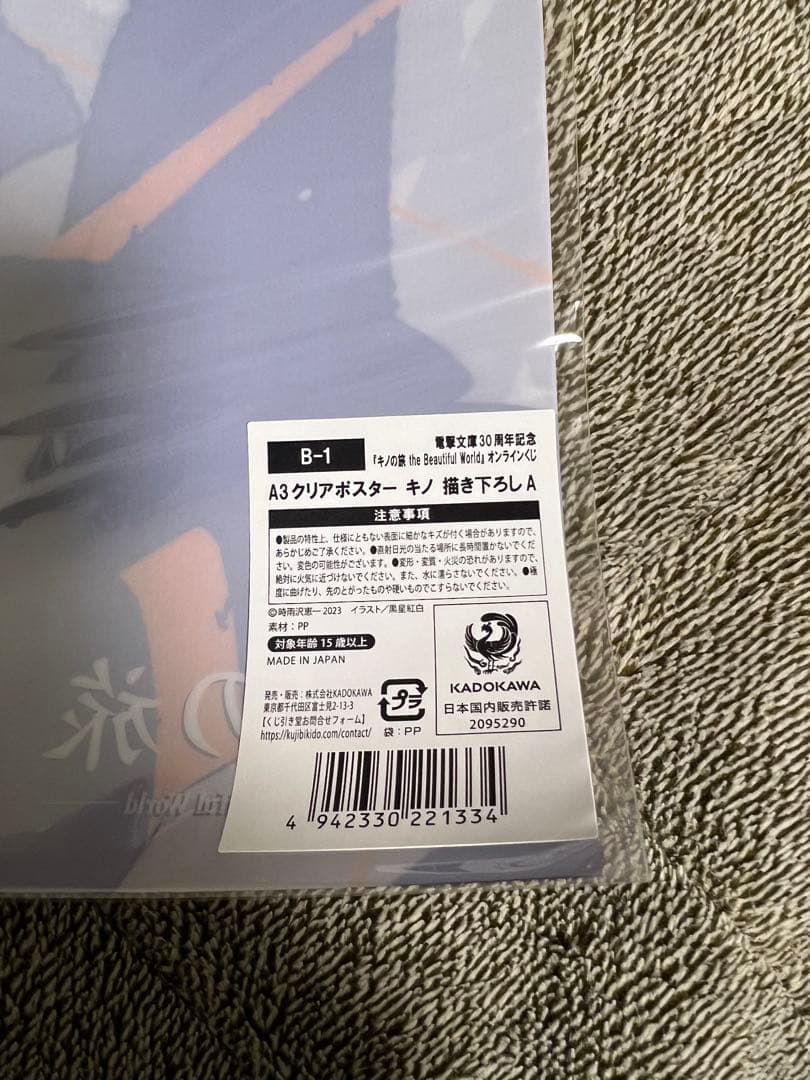 B-1
電撃文庫30周年記念
『キノの旅 the Beautiful World』オンラインくじ
A3クリアポスター キノ 描き下ろしA
注意事項
●製品の特性上、仕様にともない表面に細かなキズが付く場合がありますので、
あらかじめご了承ください。●直射日光の当たる場所に長時間置かないでくだ
さい。変色の可能性がございます。●変形・変質・火災の恐れがありますので、
絶対に火気に近づけないでください。また、水に濡らさないでください。●極
度に曲げたり、先のとがったものや硬いものでこすらないでください。
©時雨沢恵一 2023 イラスト/黒星紅白
素材:PP
対象年齢15歳以上
MADE IN JAPAN
発売・販売:株式会社KADOKAWA
東京都千代田区富士見2-13-3
【くじ引き堂お問合せフォーム】
https://kujibikido.com/contact/
プラ
袋:PP
KADOKAWA
日本国内販売許諾
2095290
4 942330 221334
の旅
ful World